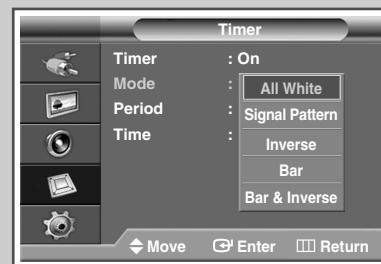 Timer
Timer : On
Mode : All White
Period : Signal Pattern
Time : Inverse
Bar
Bar & Inverse
Move Enter Return